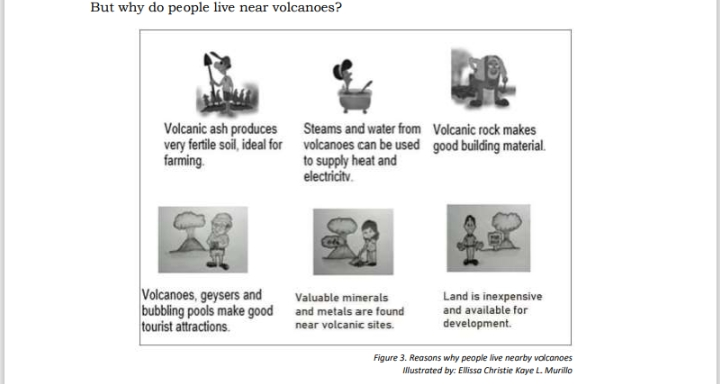 But why do people live near volcanoes?
Volcanic ash produces
very fertile soil, ideal for
farming.
Steams and water from
volcanoes can be used
to supply heat and
electricity.
Volcanic rock makes
good building material.
Volcanoes, geysers and
bubbling pools make good
tourist attractions.
Valuable minerals
and metals are found
near volcanic sites.
Land is inexpensive
and available for
development.
Figure 3. Reasons why people live nearby volcanoes
Illustrated by: Ellissa Christie Kaye L. Murillo